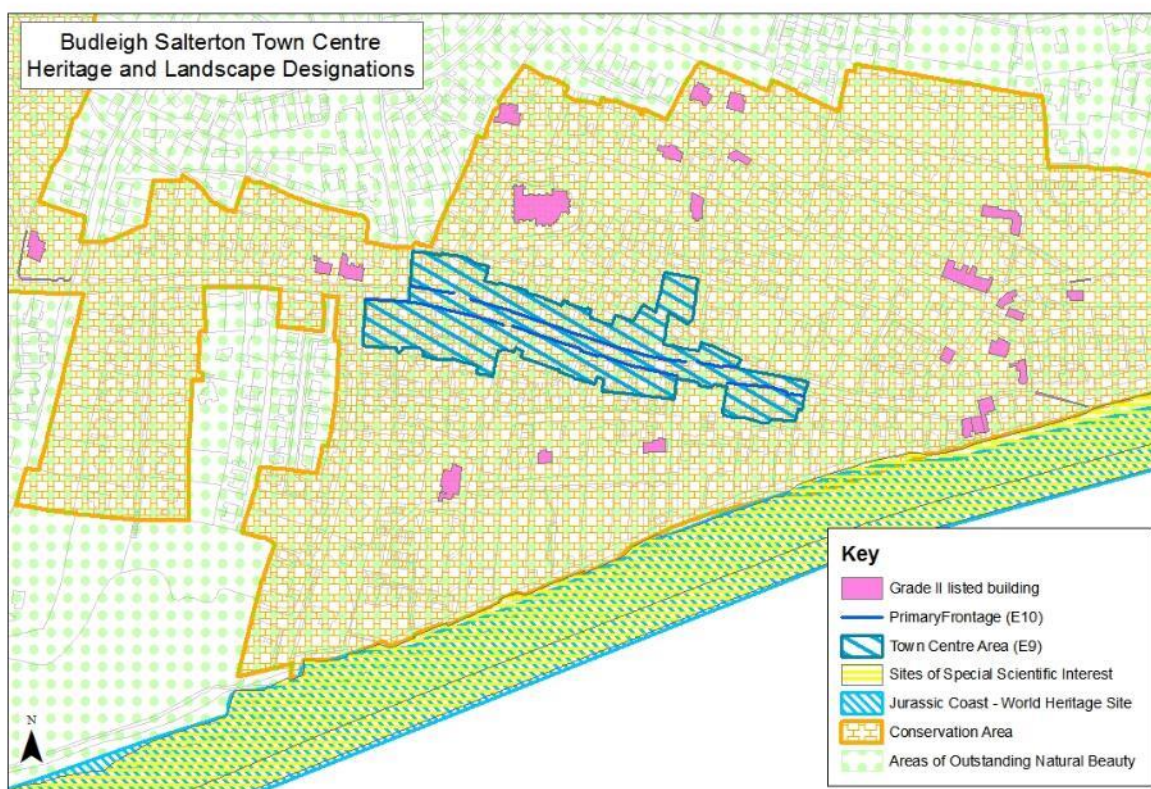 Budleigh Salterton Town Centre
Heritage and Landscape Designations
N
Key
Grade II listed building
PrimaryFrontage (E10)
Town Centre Area (E9)
Sites of Special Scientific Interest
Jurassic Coast - World Heritage Site
Conservation Area
Areas of Outstanding Natural Beauty